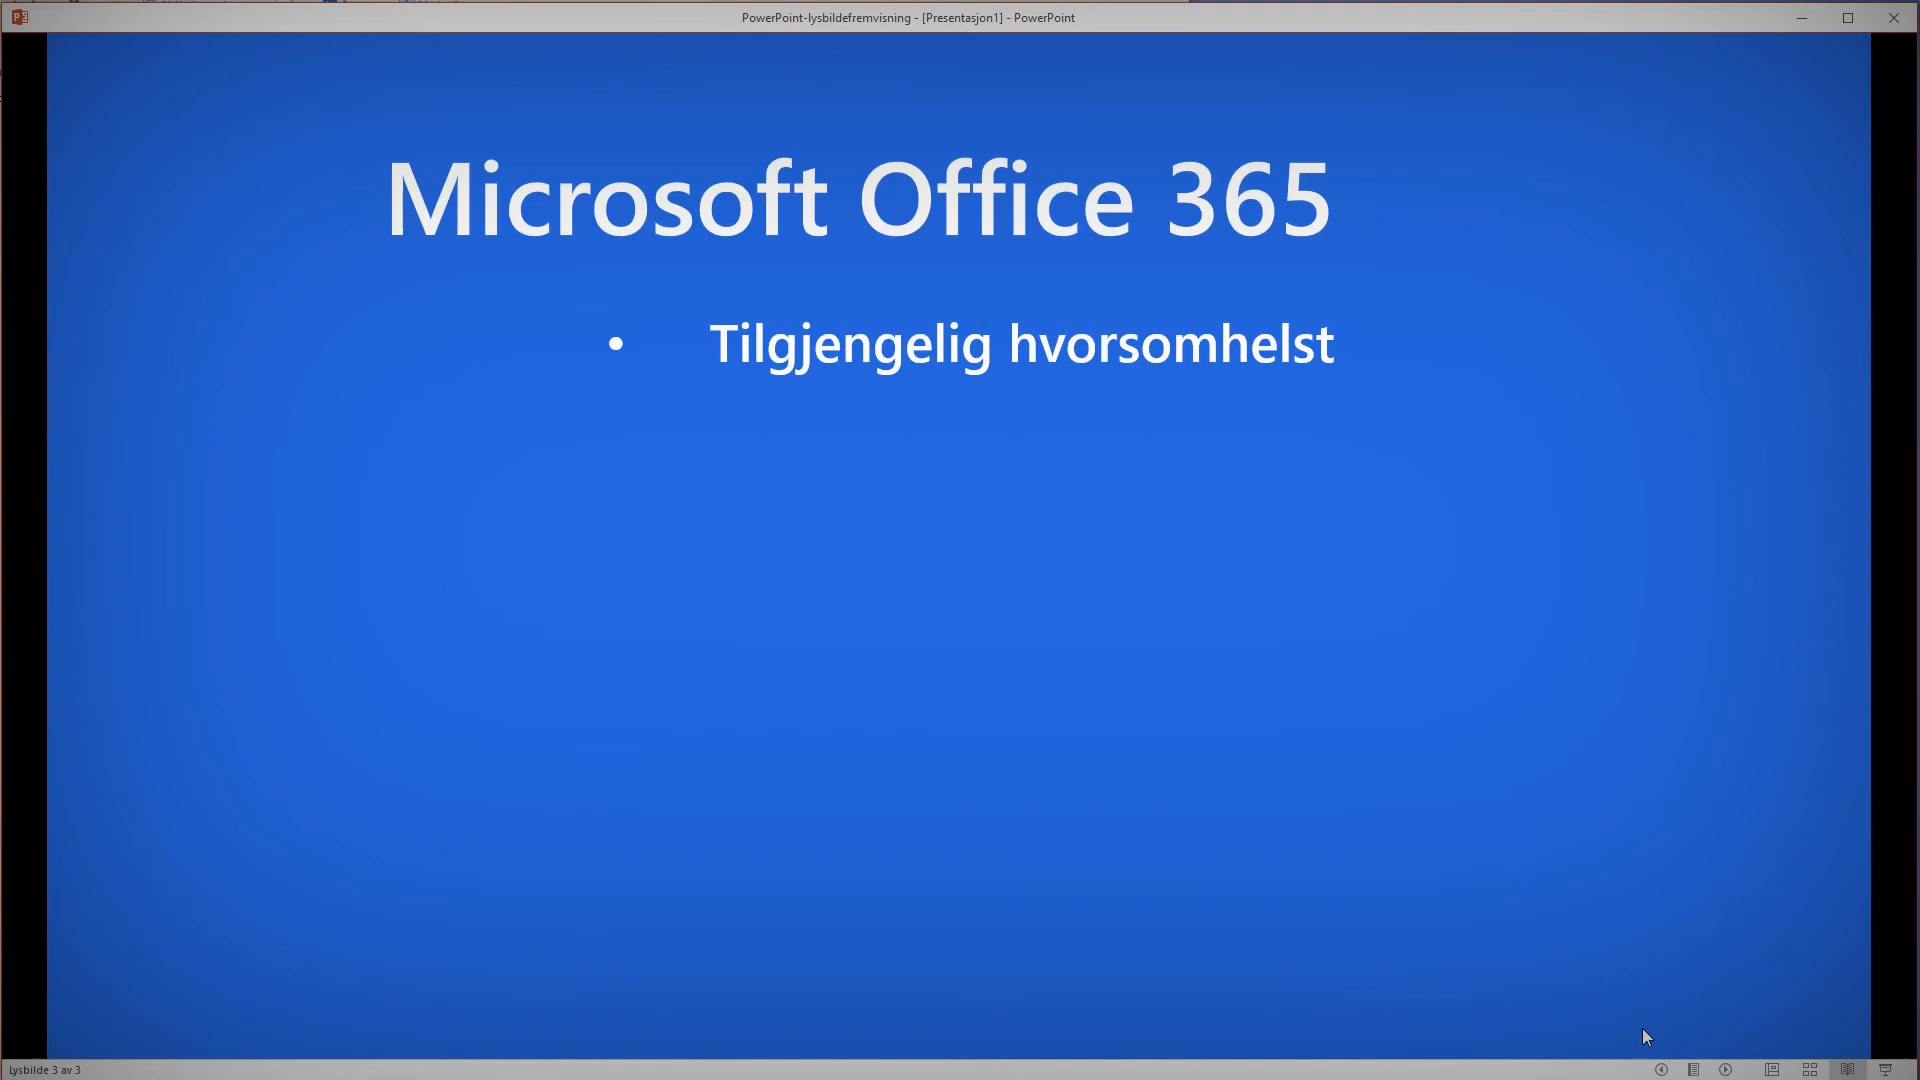 PowerPoint-lysbildefremvisning - [Presentasjon1] - PowerPoint
Microsoft Office 365
• Tilgjengelig hvorsomhelst
Lysbilde 3 av 3